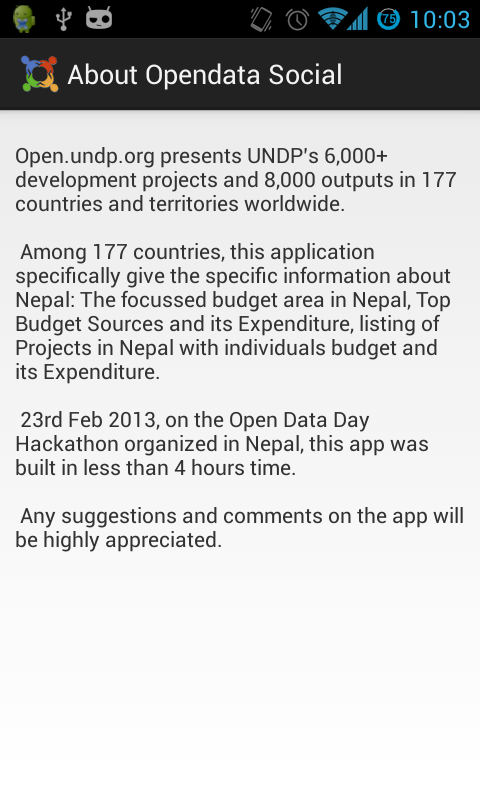 75
10:03
About Opendata Social
Open.undp.org presents UNDP's 6,000+
development projects and 8,000 outputs in 177
countries and territories worldwide.
Among 177 countries, this application
specifically give the specific information about
Nepal: The focussed budget area in Nepal, Top
Budget Sources and its Expenditure, listing of
Projects in Nepal with individuals budget and
its Expenditure.
23rd Feb 2013, on the Open Data Day
Hackathon organized in Nepal, this app was
built in less than 4 hours time.
Any suggestions and comments on the app will
be highly appreciated.